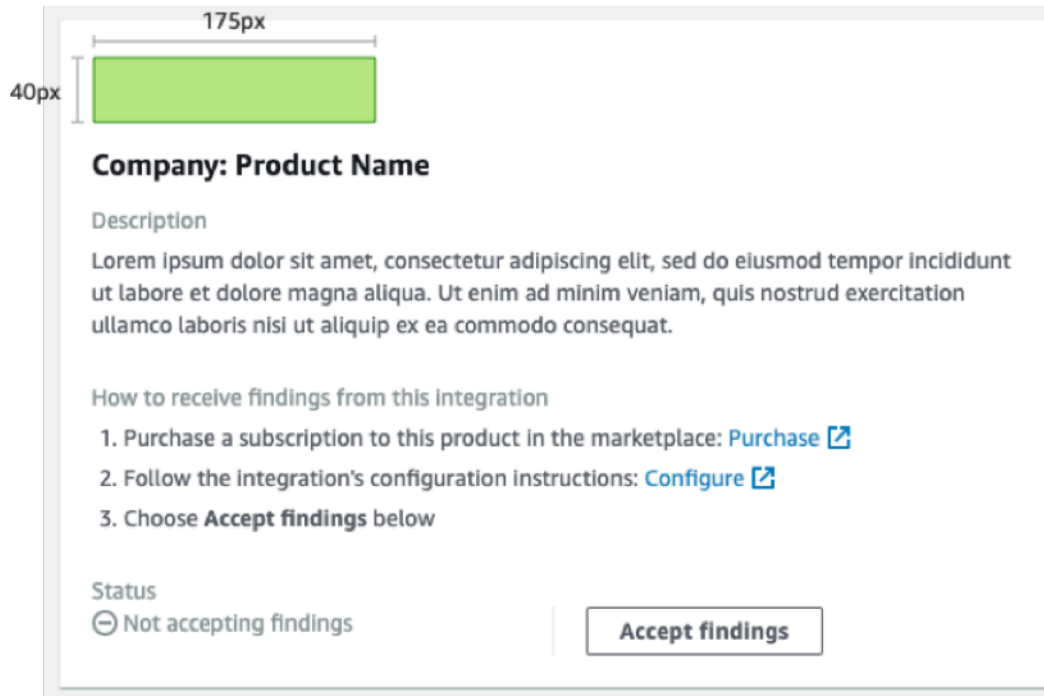 175px
40px
Company: Product Name
Description
Lorem ipsum dolor sit amet, consectetur adipiscing elit, sed do eiusmod tempor incididunt
ut labore et dolore magna aliqua. Ut enim ad minim veniam, quis nostrud exercitation
ullamco laboris nisi ut aliquip ex ea commodo consequat.
How to receive findings from this integration
1. Purchase a subscription to this product in the marketplace: Purchase
2. Follow the integration's configuration instructions: Configure
3. Choose Accept findings below
Status
Not accepting findings
Accept findings